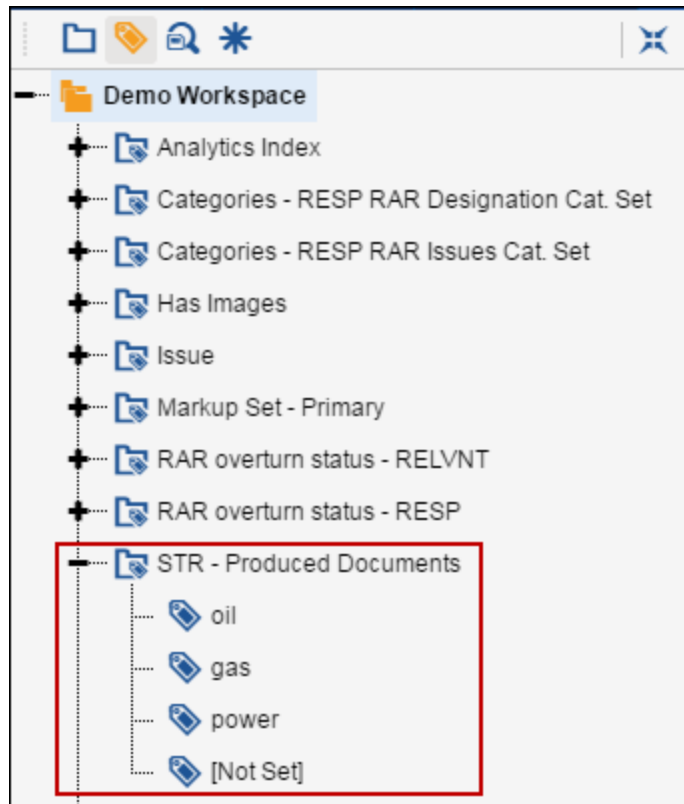 Demo Workspace
Analytics Index
Categories - RESP RAR Designation Cat. Set
Categories - RESP RAR Issues Cat. Set
Has Images
Issue
Markup Set - Primary
RAR overturn status - RELVNT
RAR overturn status - RESP
STR - Produced Documents
oil
gas
power
[Not Set]